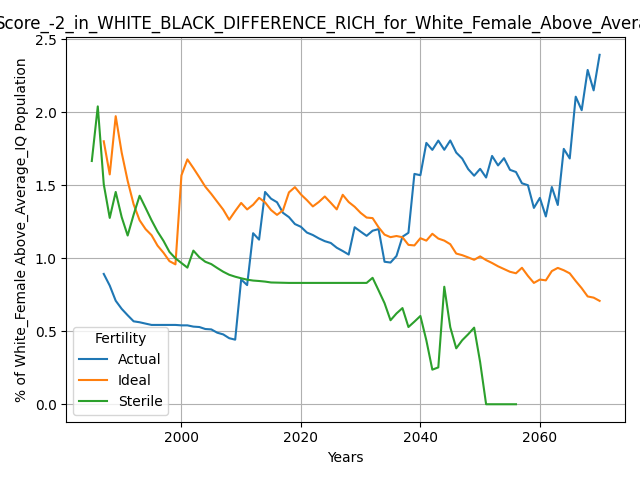 Score_-2_in_WHITE_BLACK_DIFFERENCE_RICH_for_White_Female_Above_Avera
% of White_Female Above_Average_IQ Population
2.5
2.0
1.5
1.0
0.5
0.0
Fertility
Actual
Ideal
Sterile
2000
2020
2040
2060
Years